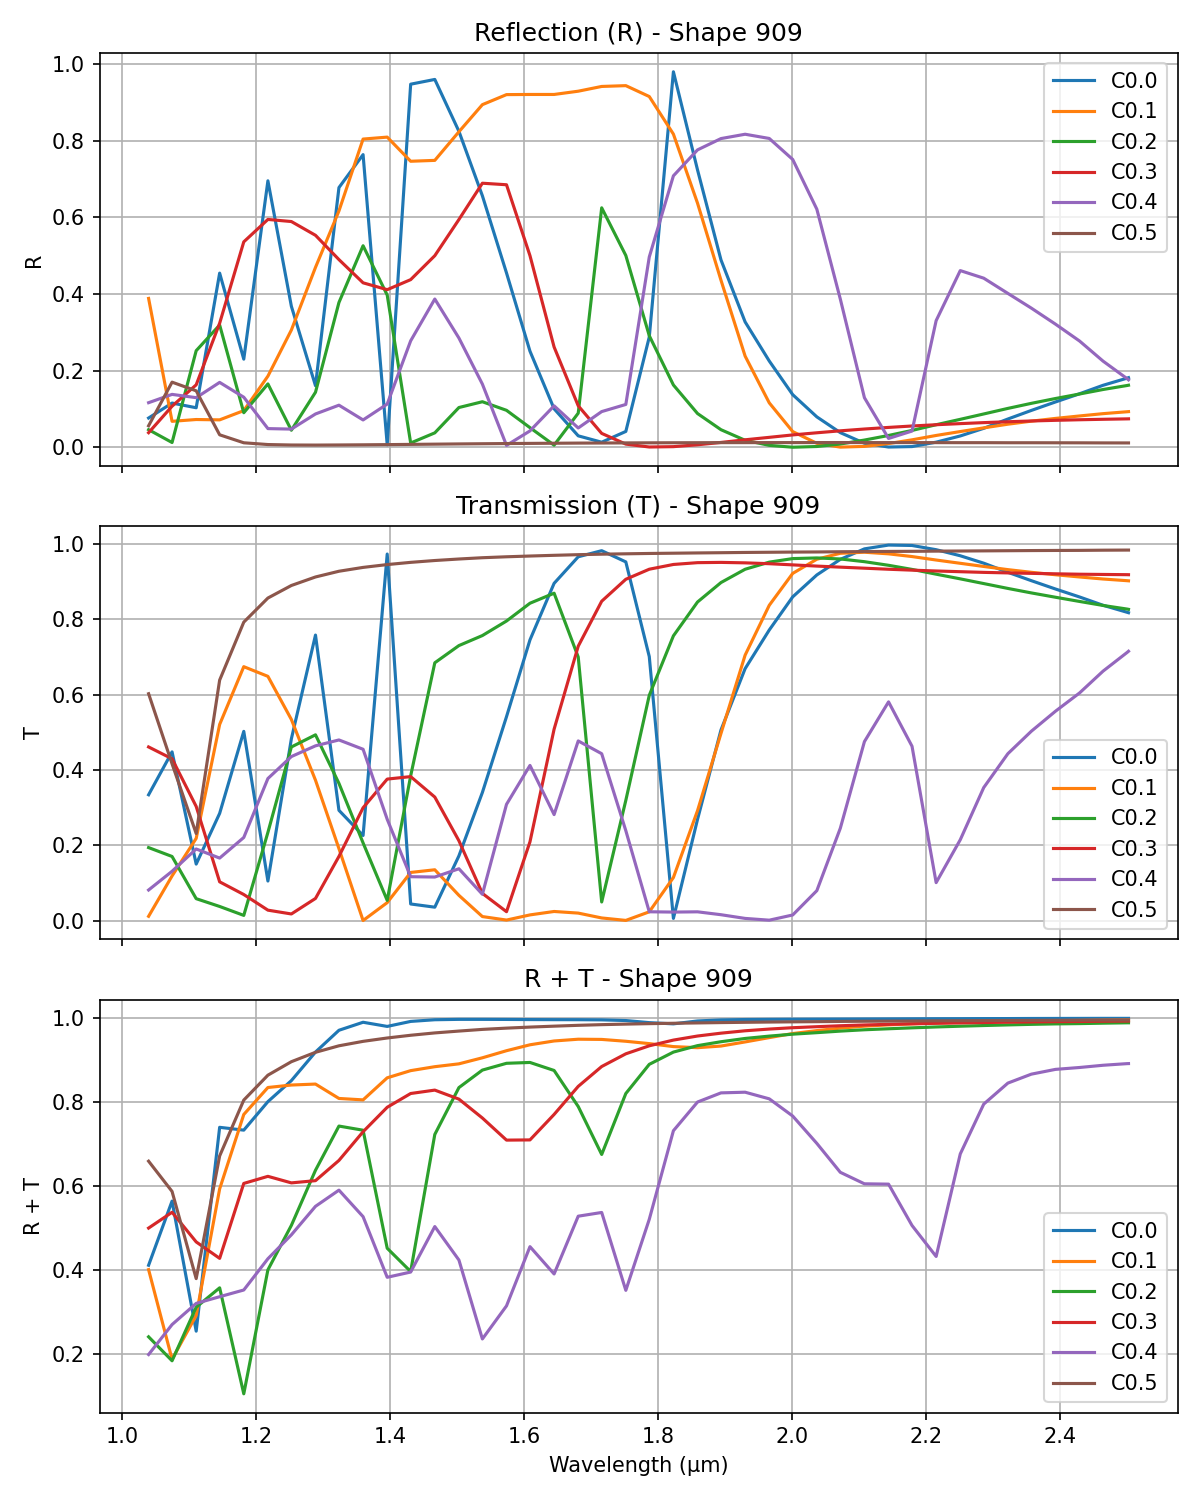 Reflection (R) - Shape 909
1.0
0.8
0.6
0.4
0.2
0.0
R
C0.0
C0.1
C0.2
C0.3
C0.4
C0.5
Transmission (T) - Shape 909
1.0
0.8
0.6
0.4
0.2
0.0
T
C0.0
C0.1
C0.2
C0.3
C0.4
C0.5
R + T - Shape 909
1.0
0.8
0.6
0.4
0.2
R + T
C0.0
C0.1
C0.2
C0.3
C0.4
C0.5
1.0 1.2 1.4 1.6 1.8 2.0 2.2 2.4
Wavelength (μm)